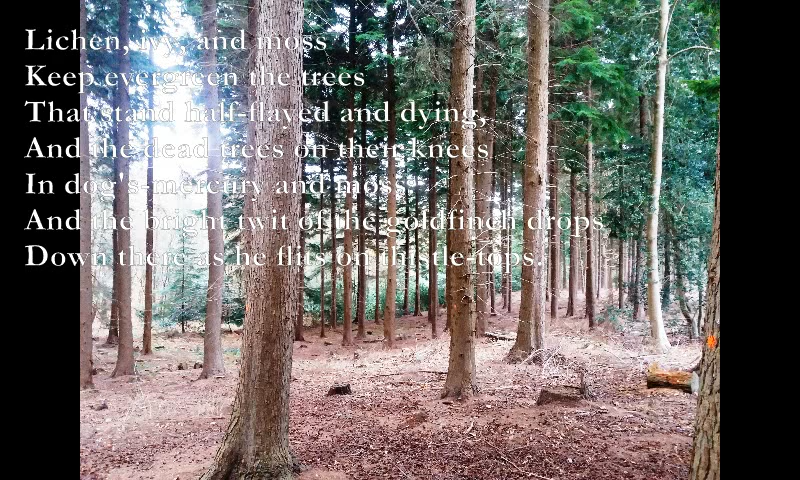 Lichen, ivy, and moss
Keep evergreen the trees
That stand half-flayed and dying,
And the dead trees on their knees
In dog's-mercury and moss:
And the bright twit of the goldfinch drops
Down there as he flits on thistle-tops.